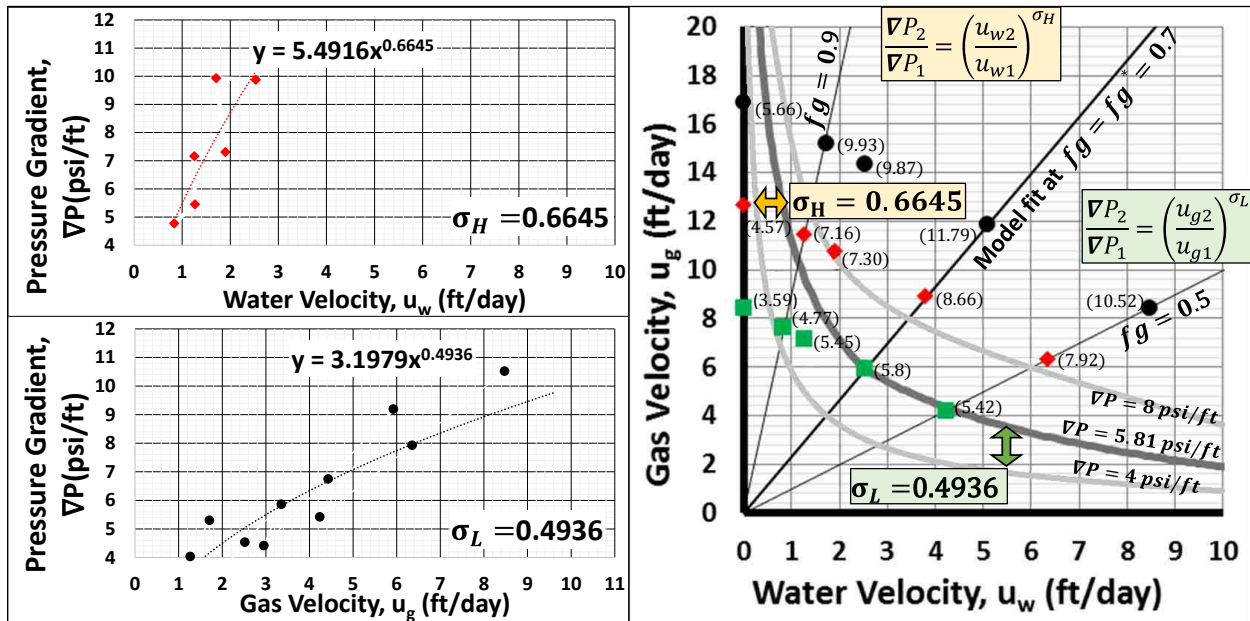 Pressure Gradient,
∇P(psi/ft)
12
11
10
9
8
7
6
5
4
y = 5.4916x^0.6645
σ_H =0.6645
0 1 2 3 4 5 6 7 8 9 10
Water Velocity, u_w (ft/day)
Pressure Gradient,
∇P(psi/ft)
12
11
10
9
8
7
6
5
4
y = 3.1979x^0.4936
σ_L =0.4936
0 1 2 3 4 5 6 7 8 9 10 11
Gas Velocity, u_g (ft/day)
Gas Velocity, u_g (ft/day)
20
18
16
14
12
10
8
6
4
2
0
∇P_2/∇P_1 = (u_w2/u_w1)^σ_H
fg = 0.9
Model fit at fg = fg* = 0.7
(5.66)
(9.93)
(9.87)
σ_H = 0.6645
∇P_2/∇P_1 = (u_g2/u_g1)^σ_L
(4.57)
(7.16)
(11.79)
(7.30)
(3.59)
(8.66)
(10.52)
fg = 0.5
(4.77)
(5.45)
(5.8)
(7.92)
(5.42)
∇P = 8 psi/ft
∇P = 5.81 psi/ft
∇P = 4 psi/ft
σ_L =0.4936
0 1 2 3 4 5 6 7 8 9 10
Water Velocity, u_w (ft/day)